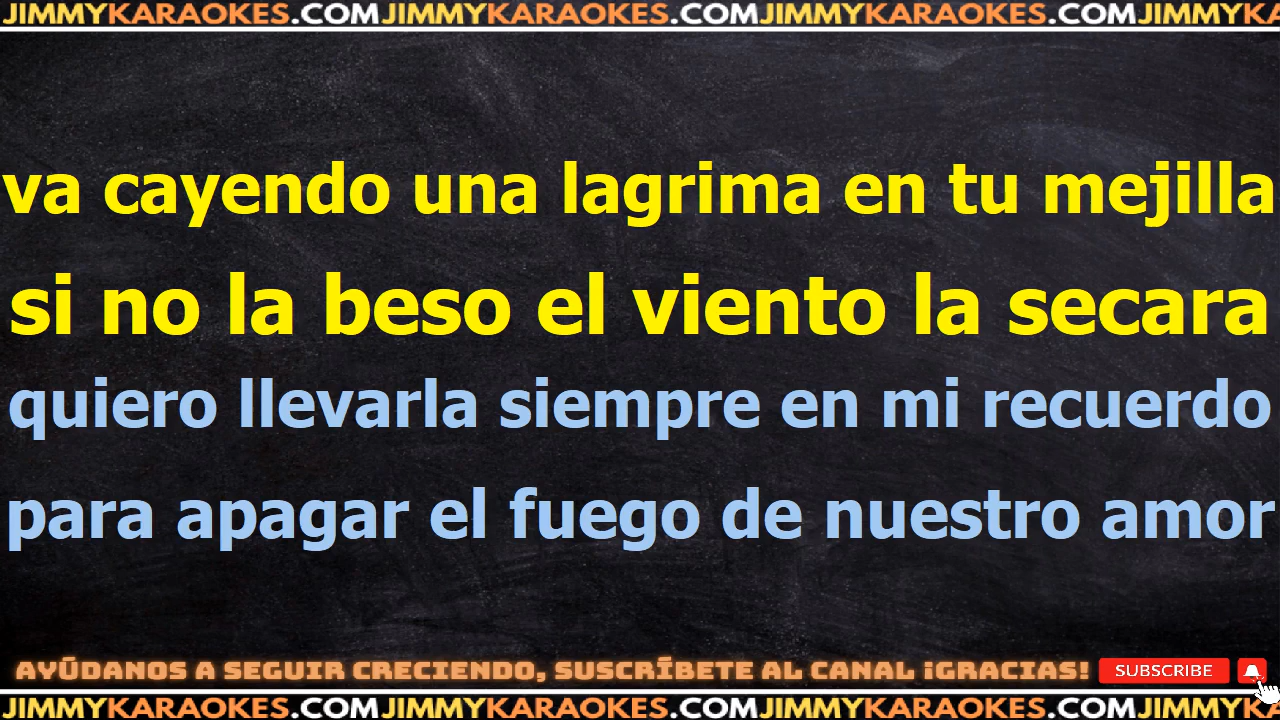 JIMMYKARAOKES.COMJIMMYKARAOKES.COMJIMMYKARAOKES.COMJIMMYKA
va cayendo una lagrima en tu mejilla
si no la beso el viento la secara
quiero llevarla siempre en mi recuerdo
para apagar el fuego de nuestro amor
AYÚDANOS A SEGUIR CRECIENDO, SUSCRÍBETE AL CANAL ¡GRACIAS! SUBSCRIBE
JIMMYKARAOKES.COMJIMMYKARAOKES.COMJIMMYKARAOKES.COMJIMMYKA